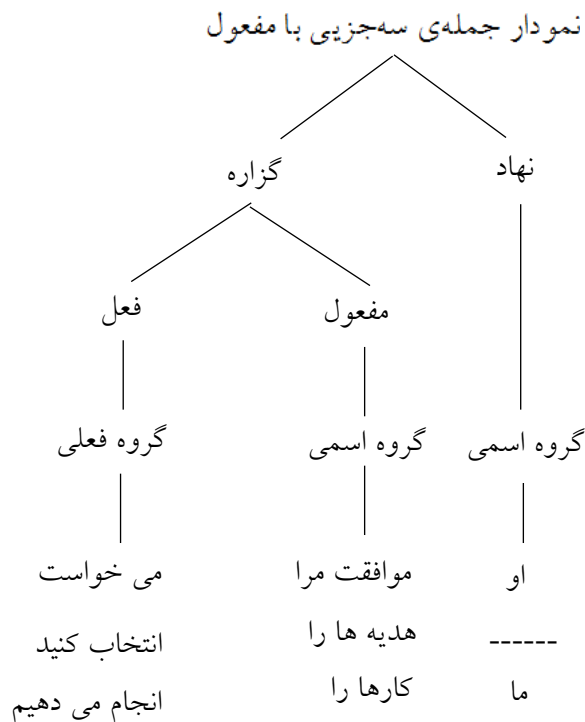 نمودار جمله‌ی سه‌جزیی با مفعول
نهاد گزاره
مفعول فعل
گروه اسمی گروه اسمی گروه فعلی
او موافقت مرا می خواست
------ هدیه ها را انتخاب کنید
ما کارها را انجام می دهیم